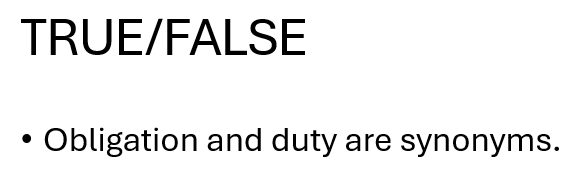 TRUE/FALSE
• Obligation and duty are synonyms.